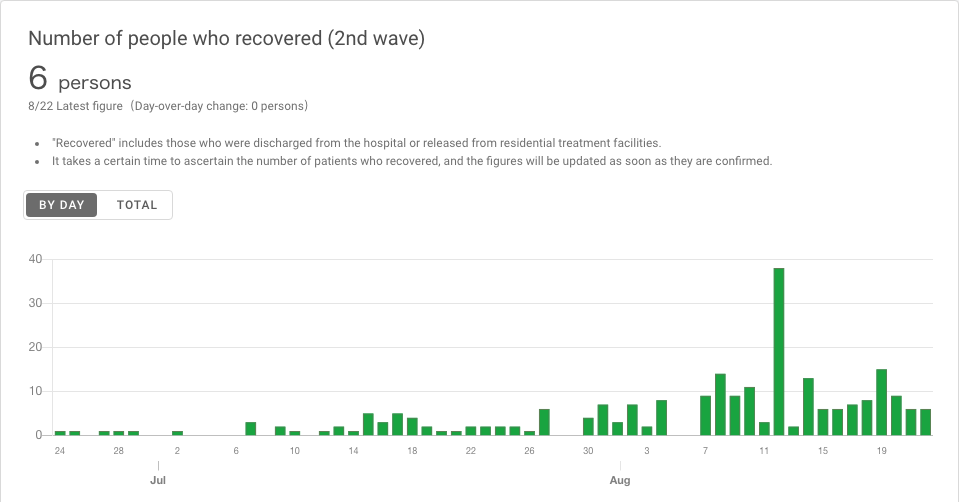 Number of people who recovered (2nd wave)
6 persons
8/22 Latest figure（Day-over-day change: 0 persons）
• "Recovered" includes those who were discharged from the hospital or released from residential treatment facilities.
• It takes a certain time to ascertain the number of patients who recovered, and the figures will be updated as soon as they are confirmed.
BY DAY TOTAL
40
30
20
10
0
24 28 2 6 10 14 18 22 26 30 3 7 11 15 19
Jul Aug